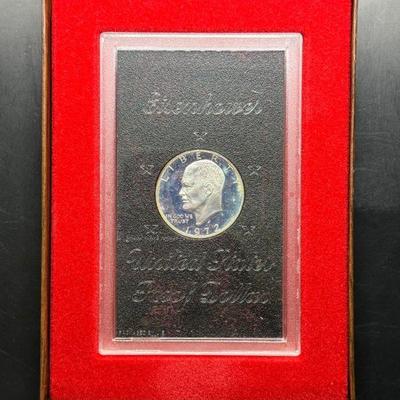 Eisenhower
LIBERTY
IN GOD WE
TRUST
1972
United States
Proof Dollar